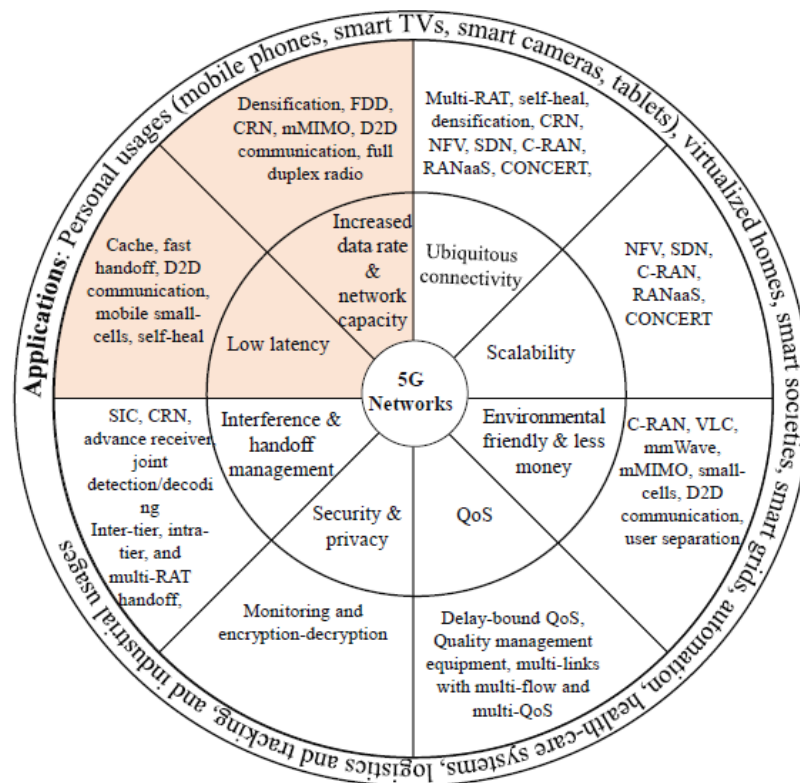 Applications: Personal usages (mobile phones, smart TVs, smart cameras, tablets), virtualized homes, smart societies, smart grids, automation, health-care systems, logistics and tracking, and industrial usages
Densification, FDD,
CRN, mMIMO, D2D
communication, full
duplex radio
Multi-RAT, self-heal,
densification, CRN,
NFV, SDN, C-RAN,
RANaaS, CONCERT,
Increased
data rate
&
network
capacity
Ubiquitous
connectivity
Cache, fast
handoff, D2D
communication,
mobile small-
cells, self-heal
Low latency
NFV, SDN,
C-RAN,
RANaaS,
CONCERT
Scalability
5G
Networks
SIC, CRN,
advance receiver,
joint
detection/decoding
Inter-tier, intra-
tier, and
multi-RAT
handoff,
Interference &
handoff
management
Environmental
friendly & less
money
C-RAN, VLC,
mmWave,
mMIMO, small-
cells, D2D
communication,
user separation
Security &
privacy
QoS
Monitoring and
encryption-decryption
Delay-bound QoS,
Quality management
equipment, multi-links
with multi-flow and
multi-QoS